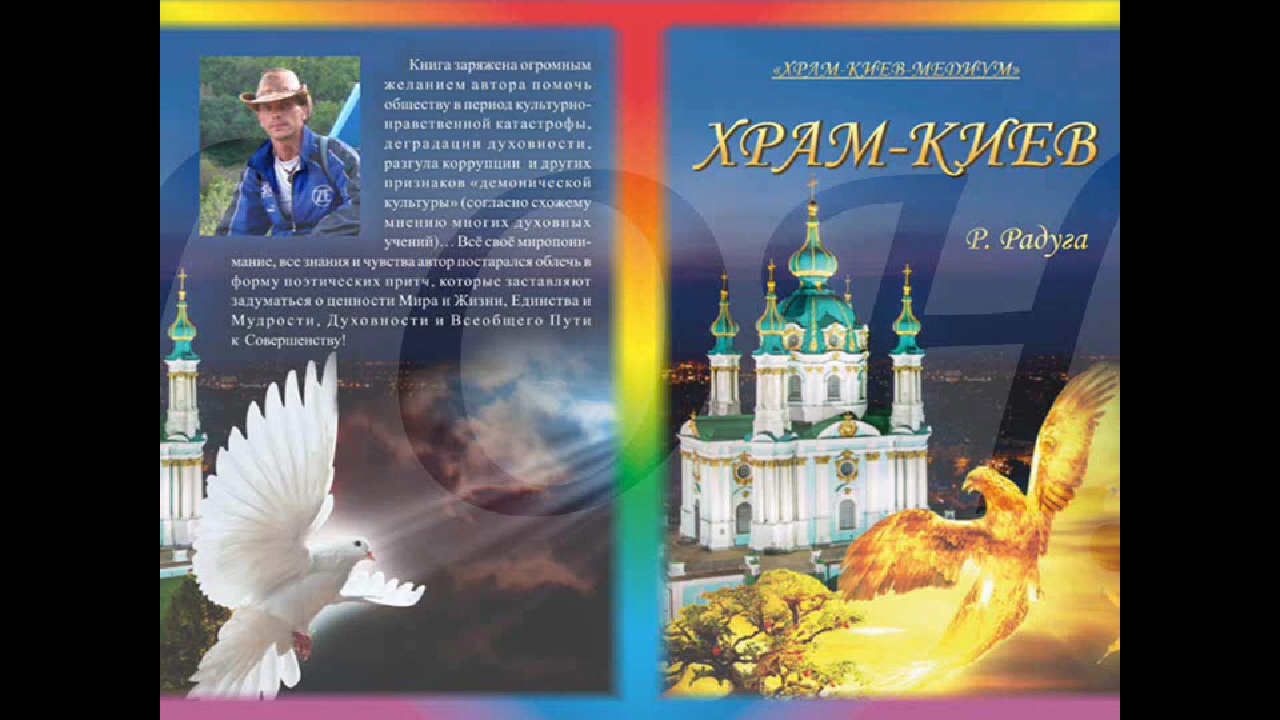 Книга заряжена огромным
желанием автора помочь
обществу в период культурно-
нравственной катастрофы,
деградации духовности,
разгула коррупции и других
признаков «демонической
культуры» (согласно схожему
мнению многих духовных
учений)... Всё своё миропони-
мание, все знания и чувства автор постарался облечь в
форму поэтических притч, которые заставляют
задуматься о ценности Мира и Жизни, Единства и
Мудрости, Духовности и Всеобщего Пути
к Совершенству!
«ХРАМ-КИЕВ-МЕДИУМ»
ХРАМ-КИЕВ
Р. Радуга